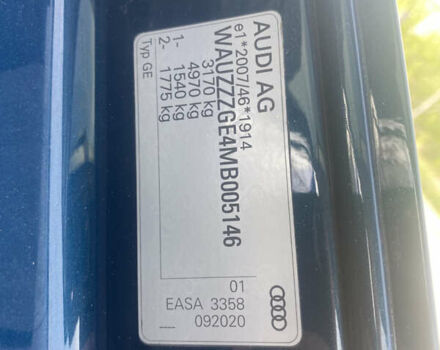 AUDI AG
e1*2007/46*1914
WAUZZZGE4MB005146
3170 kg
4970 kg
1- 1540 kg
2- 1775 kg
Typ GE
01
EASA 3358
092020